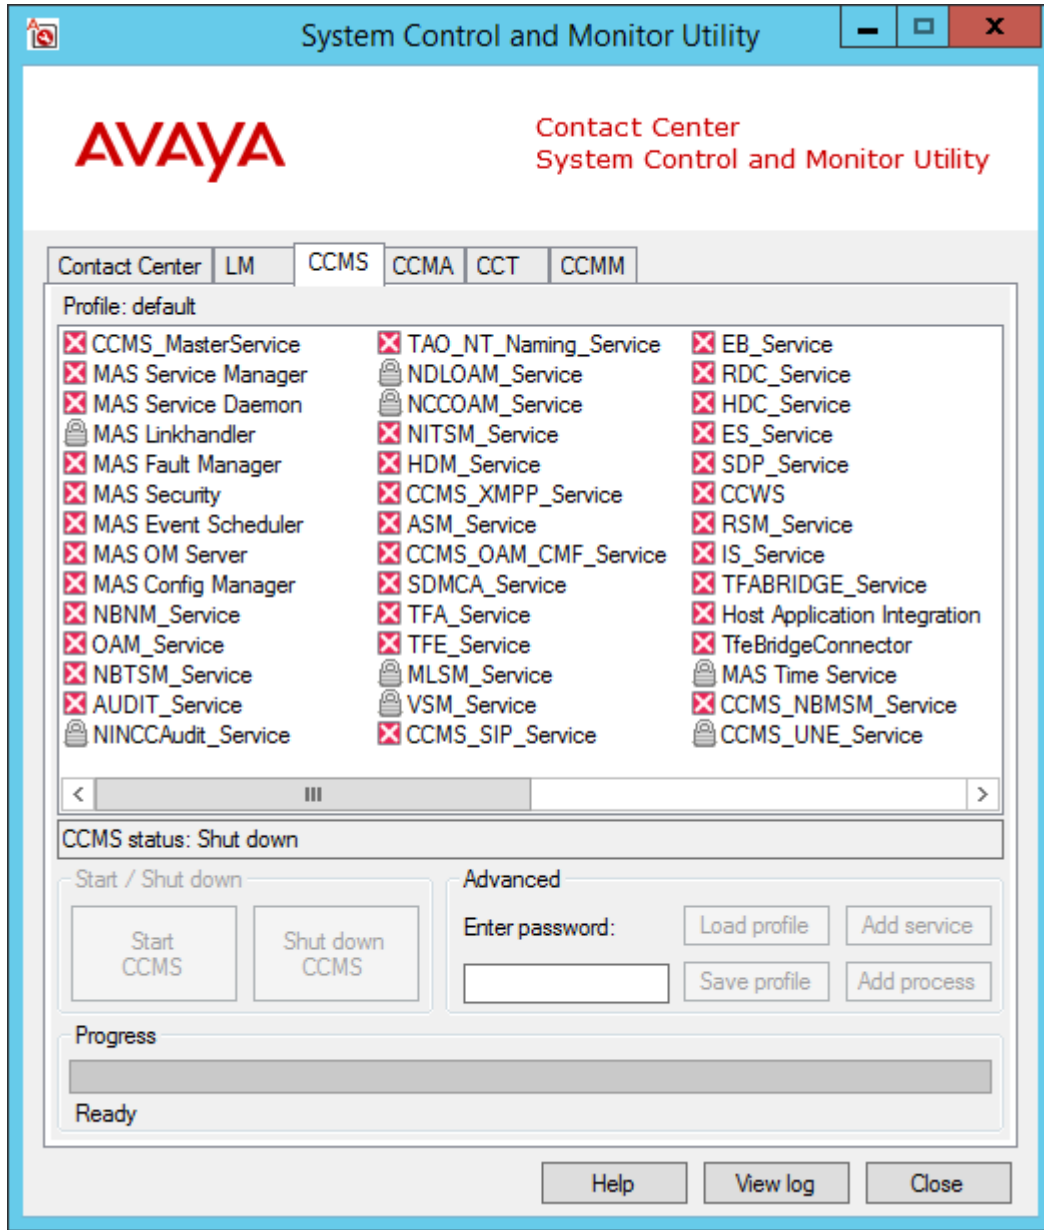 System Control and Monitor Utility
AVAYA
Contact Center
System Control and Monitor Utility
Contact Center LM CCMS CCMA CCT CCMM
Profile: default
CCMS_MasterService TAO_NT_Naming_Service EB_Service
MAS Service Manager NDLOAM_Service RDC_Service
MAS Service Daemon NCCOAM_Service HDC_Service
MAS Linkhandler NITSM_Service ES_Service
MAS Fault Manager HDM_Service SDP_Service
MAS Security CCMS_XMPP_Service CCWS
MAS Event Scheduler ASM_Service RSM_Service
MAS OM Server CCMS_OAM_CMF_Service IS_Service
MAS Config Manager SDMCA_Service TFABRIDGE_Service
NBNM_Service TFA_Service Host Application Integration
OAM_Service TFE_Service TfeBridgeConnector
NBTSM_Service MLSM_Service MAS Time Service
AUDIT_Service VSM_Service CCMS_NBMSM_Service
NINCCAudit_Service CCMS_SIP_Service CCMS_UNE_Service
CCMS status: Shut down
Start / Shut down
Start
CCMS
Shut down
CCMS
Advanced
Enter password:
Load profile Add service
Save profile Add process
Progress
Ready
Help View log Close